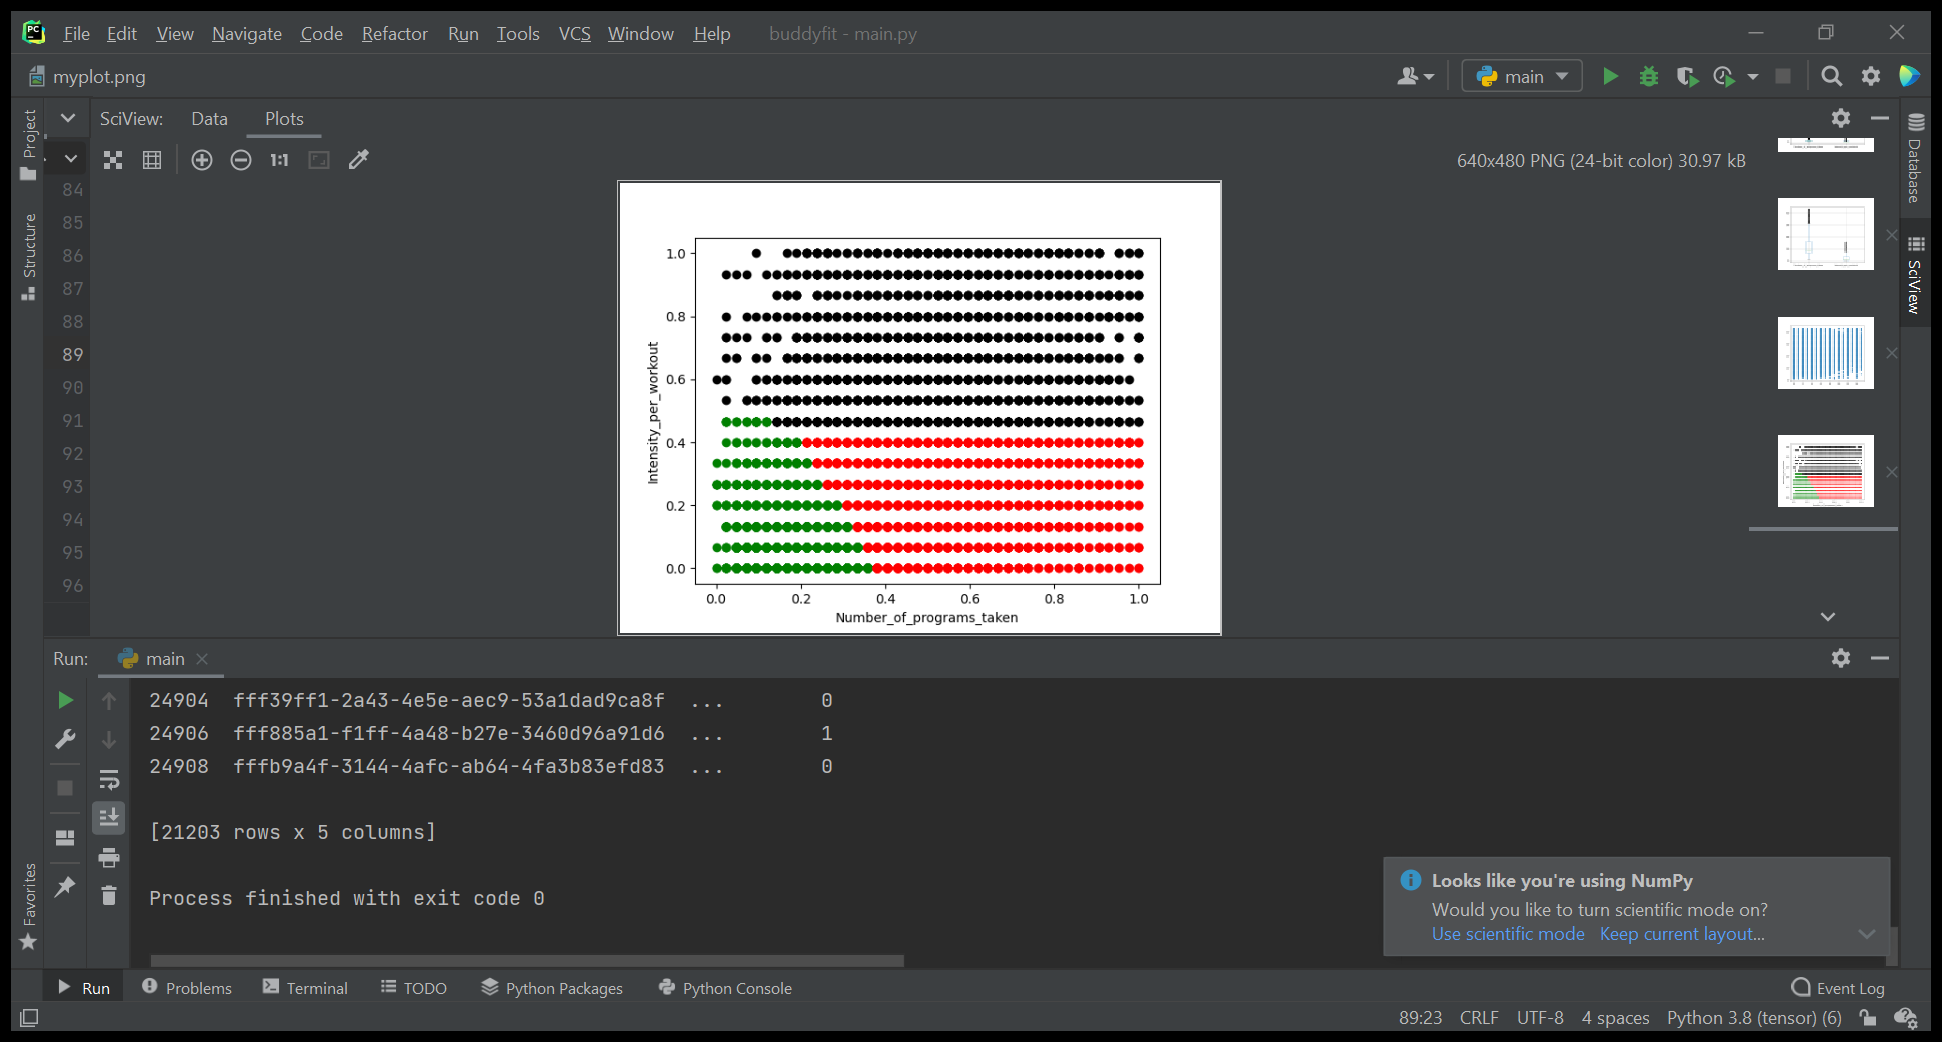 File Edit View Navigate Code Refactor Run Tools VCS Window Help buddyfit - main.py
myplot.png
main
Project
Structure
Favorites
SciView: Data Plots
640x480 PNG (24-bit color) 30.97 kB
1:1
84
85
86
87
88
89
90
91
92
93
94
95
96
1.0
0.8
0.6
0.4
0.2
0.0
Intensity_per_workout
0.0 0.2 0.4 0.6 0.8 1.0
Number_of_programs_taken
Database
SciView
Run: main
24904 fff39ff1-2a43-4e5e-aec9-53a1dad9ca8f ... 0
24906 fff885a1-f1ff-4a48-b27e-3460d96a91d6 ... 1
24908 fffb9a4f-3144-4afc-ab64-4fa3b83efd83 ... 0
[21203 rows x 5 columns]
Process finished with exit code 0
Looks like you're using NumPy
Would you like to turn scientific mode on?
Use scientific mode Keep current layout...
Run Problems Terminal TODO Python Packages Python Console Event Log
89:23 CRLF UTF-8 4 spaces Python 3.8 (tensor) (6)